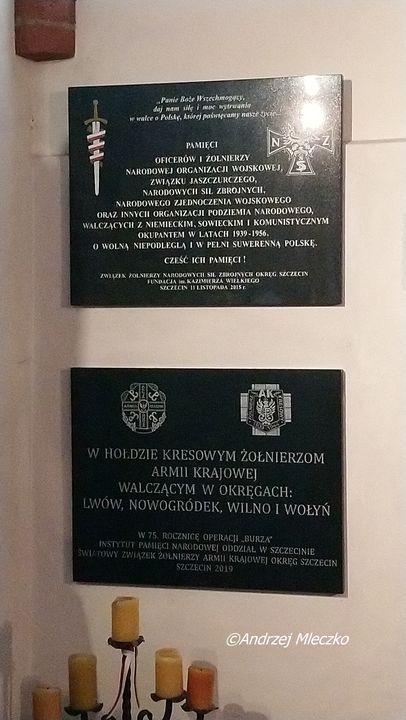 „Panie Boże Wszechmogący,
daj nam siłę i moc wytrwania
w walce o Polskę, której poświęcamy nasze życie...
N Z
S
PAMIĘCI
OFICERÓW I ŻOŁNIERZY
NARODOWEJ ORGANIZACJI WOJSKOWEJ,
ZWIĄZKU JASZCZURCZEGO,
NARODOWYCH SIŁ ZBROJNYCH,
NARODOWEGO ZJEDNOCZENIA WOJSKOWEGO
ORAZ INNYCH ORGANIZACJI PODZIEMIA NARODOWEGO,
WALCZĄCYCH Z NIEMIECKIM, SOWIECKIM I KOMUNISTYCZNYM
OKUPANTEM W LATACH 1939-1956,
O WOLNĄ NIEPODLEGŁĄ I W PEŁNI SUWERENNĄ POLSKĘ.
CZEŚĆ ICH PAMIĘCI !
ZWIĄZEK ŻOŁNIERZY NARODOWYCH SIŁ ZBROJNYCH OKRĘG SZCZECIN
FUNDACJA im. KAZIMIERZA WIELKIEGO
SZCZECIN 11 LISTOPADA 2015 r.
AK
W HOŁDZIE KRESOWYM ŻOŁNIERZOM
ARMII KRAJOWEJ
WALCZĄCYM W OKRĘGACH:
LWÓW, NOWOGRÓDEK, WILNO I WOŁYŃ
W 75. ROCZNICĘ OPERACJI „BURZA"
INSTYTUT PAMIĘCI NARODOWEJ ODDZIAŁ W SZCZECINIE
ŚWIATOWY ZWIĄZEK ŻOŁNIERZY ARMII KRAJOWEJ OKRĘG SZCZECIN
SZCZECIN 2019
©Andrzej Mleczko